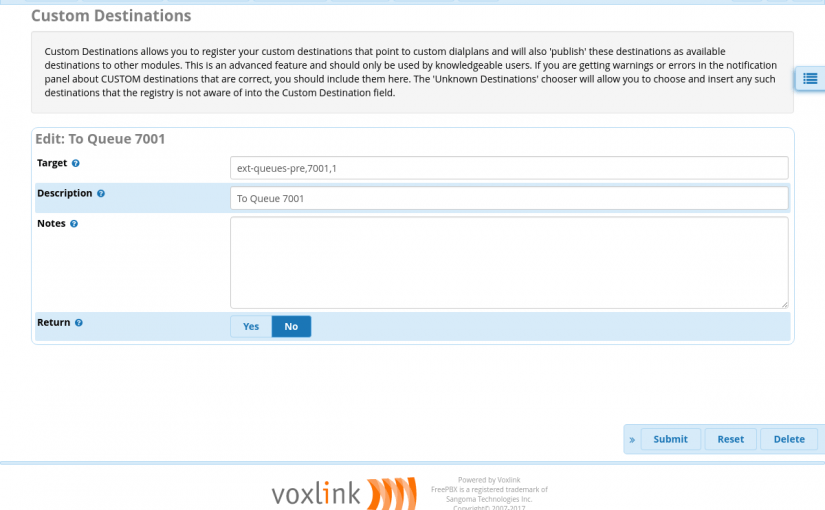 Custom Destinations
Custom Destinations allows you to register your custom destinations that point to custom dialplans and will also 'publish' these destinations as available
destinations to other modules. This is an advanced feature and should only be used by knowledgeable users. If you are getting warnings or errors in the notification
panel about CUSTOM destinations that are correct, you should include them here. The 'Unknown Destinations' chooser will allow you to choose and insert any such
destinations that the registry is not aware of into the Custom Destination field.
Edit: To Queue 7001
Target ?
ext-queues-pre,7001,1
Description ?
To Queue 7001
Notes ?
Return ?
Yes No
» Submit Reset Delete
voxlink
Powered by Voxlink
FreePBX is a registered trademark of
Sangoma Technologies Inc.
Copyright© 2007-2017